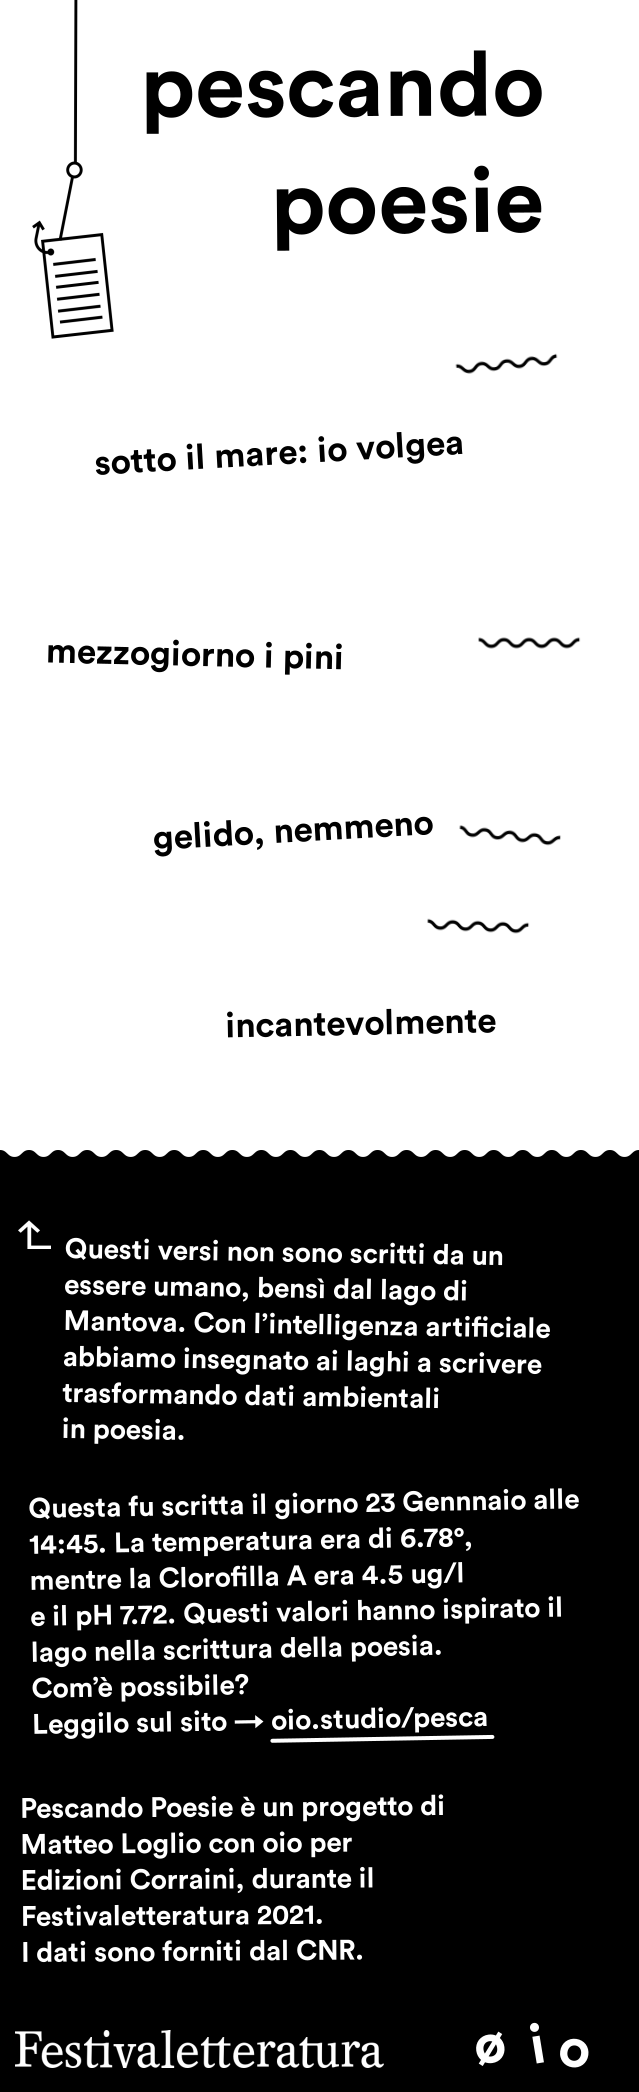 pescando
poesie
sotto il mare: io volgea
mezzogiorno i pini
gelido, nemmeno
incantevolmente
Questi versi non sono scritti da un
essere umano, bensì dal lago di
Mantova. Con l’intelligenza artificiale
abbiamo insegnato ai laghi a scrivere
trasformando dati ambientali
in poesia.
Questa fu scritta il giorno 23 Gennnaio alle
14:45. La temperatura era di 6.78°,
mentre la Clorofilla A era 4.5 ug/l
e il pH 7.72. Questi valori hanno ispirato il
lago nella scrittura della poesia.
Com’è possibile?
Leggilo sul sito → oio.studio/pesca
Pescando Poesie è un progetto di
Matteo Loglio con oio per
Edizioni Corraini, durante il
Festivaletteratura 2021.
I dati sono forniti dal CNR.
Festivaletteratura øio